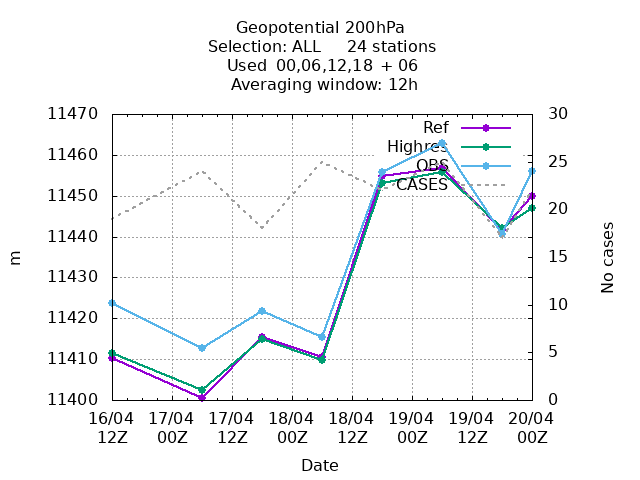 Geopotential 200hPa
Selection: ALL 24 stations
Used 00,06,12,18 + 06
Averaging window: 12h
11470
11460
11450
11440
11430
11420
11410
11400
m
30
25
20
15
10
5
0
No cases
Ref
Highres
OBS
CASES
16/04 17/04 17/04 18/04 18/04 19/04 19/04 20/04
12Z 00Z 12Z 00Z 12Z 00Z 12Z 00Z
Date